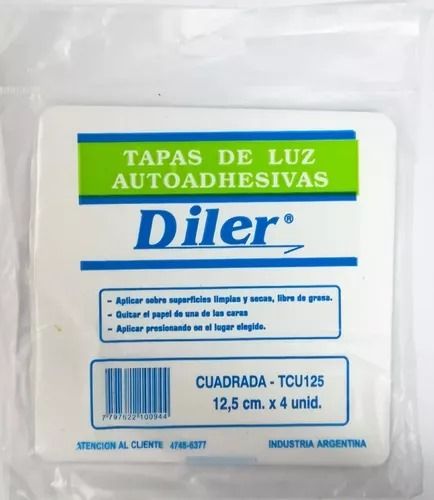 TAPAS DE LUZ
AUTOADHESIVAS
Diler®
- Aplicar sobre superficies limpias y secas, libre de grasa.
- Quitar el papel de una de las caras
- Aplicar presionando en el lugar elegido.
CUADRADA - TCU125
12,5 cm. x 4 unid.
7 797622 100944
ATENCION AL CLIENTE 4748-6377
INDUSTRIA ARGENTINA